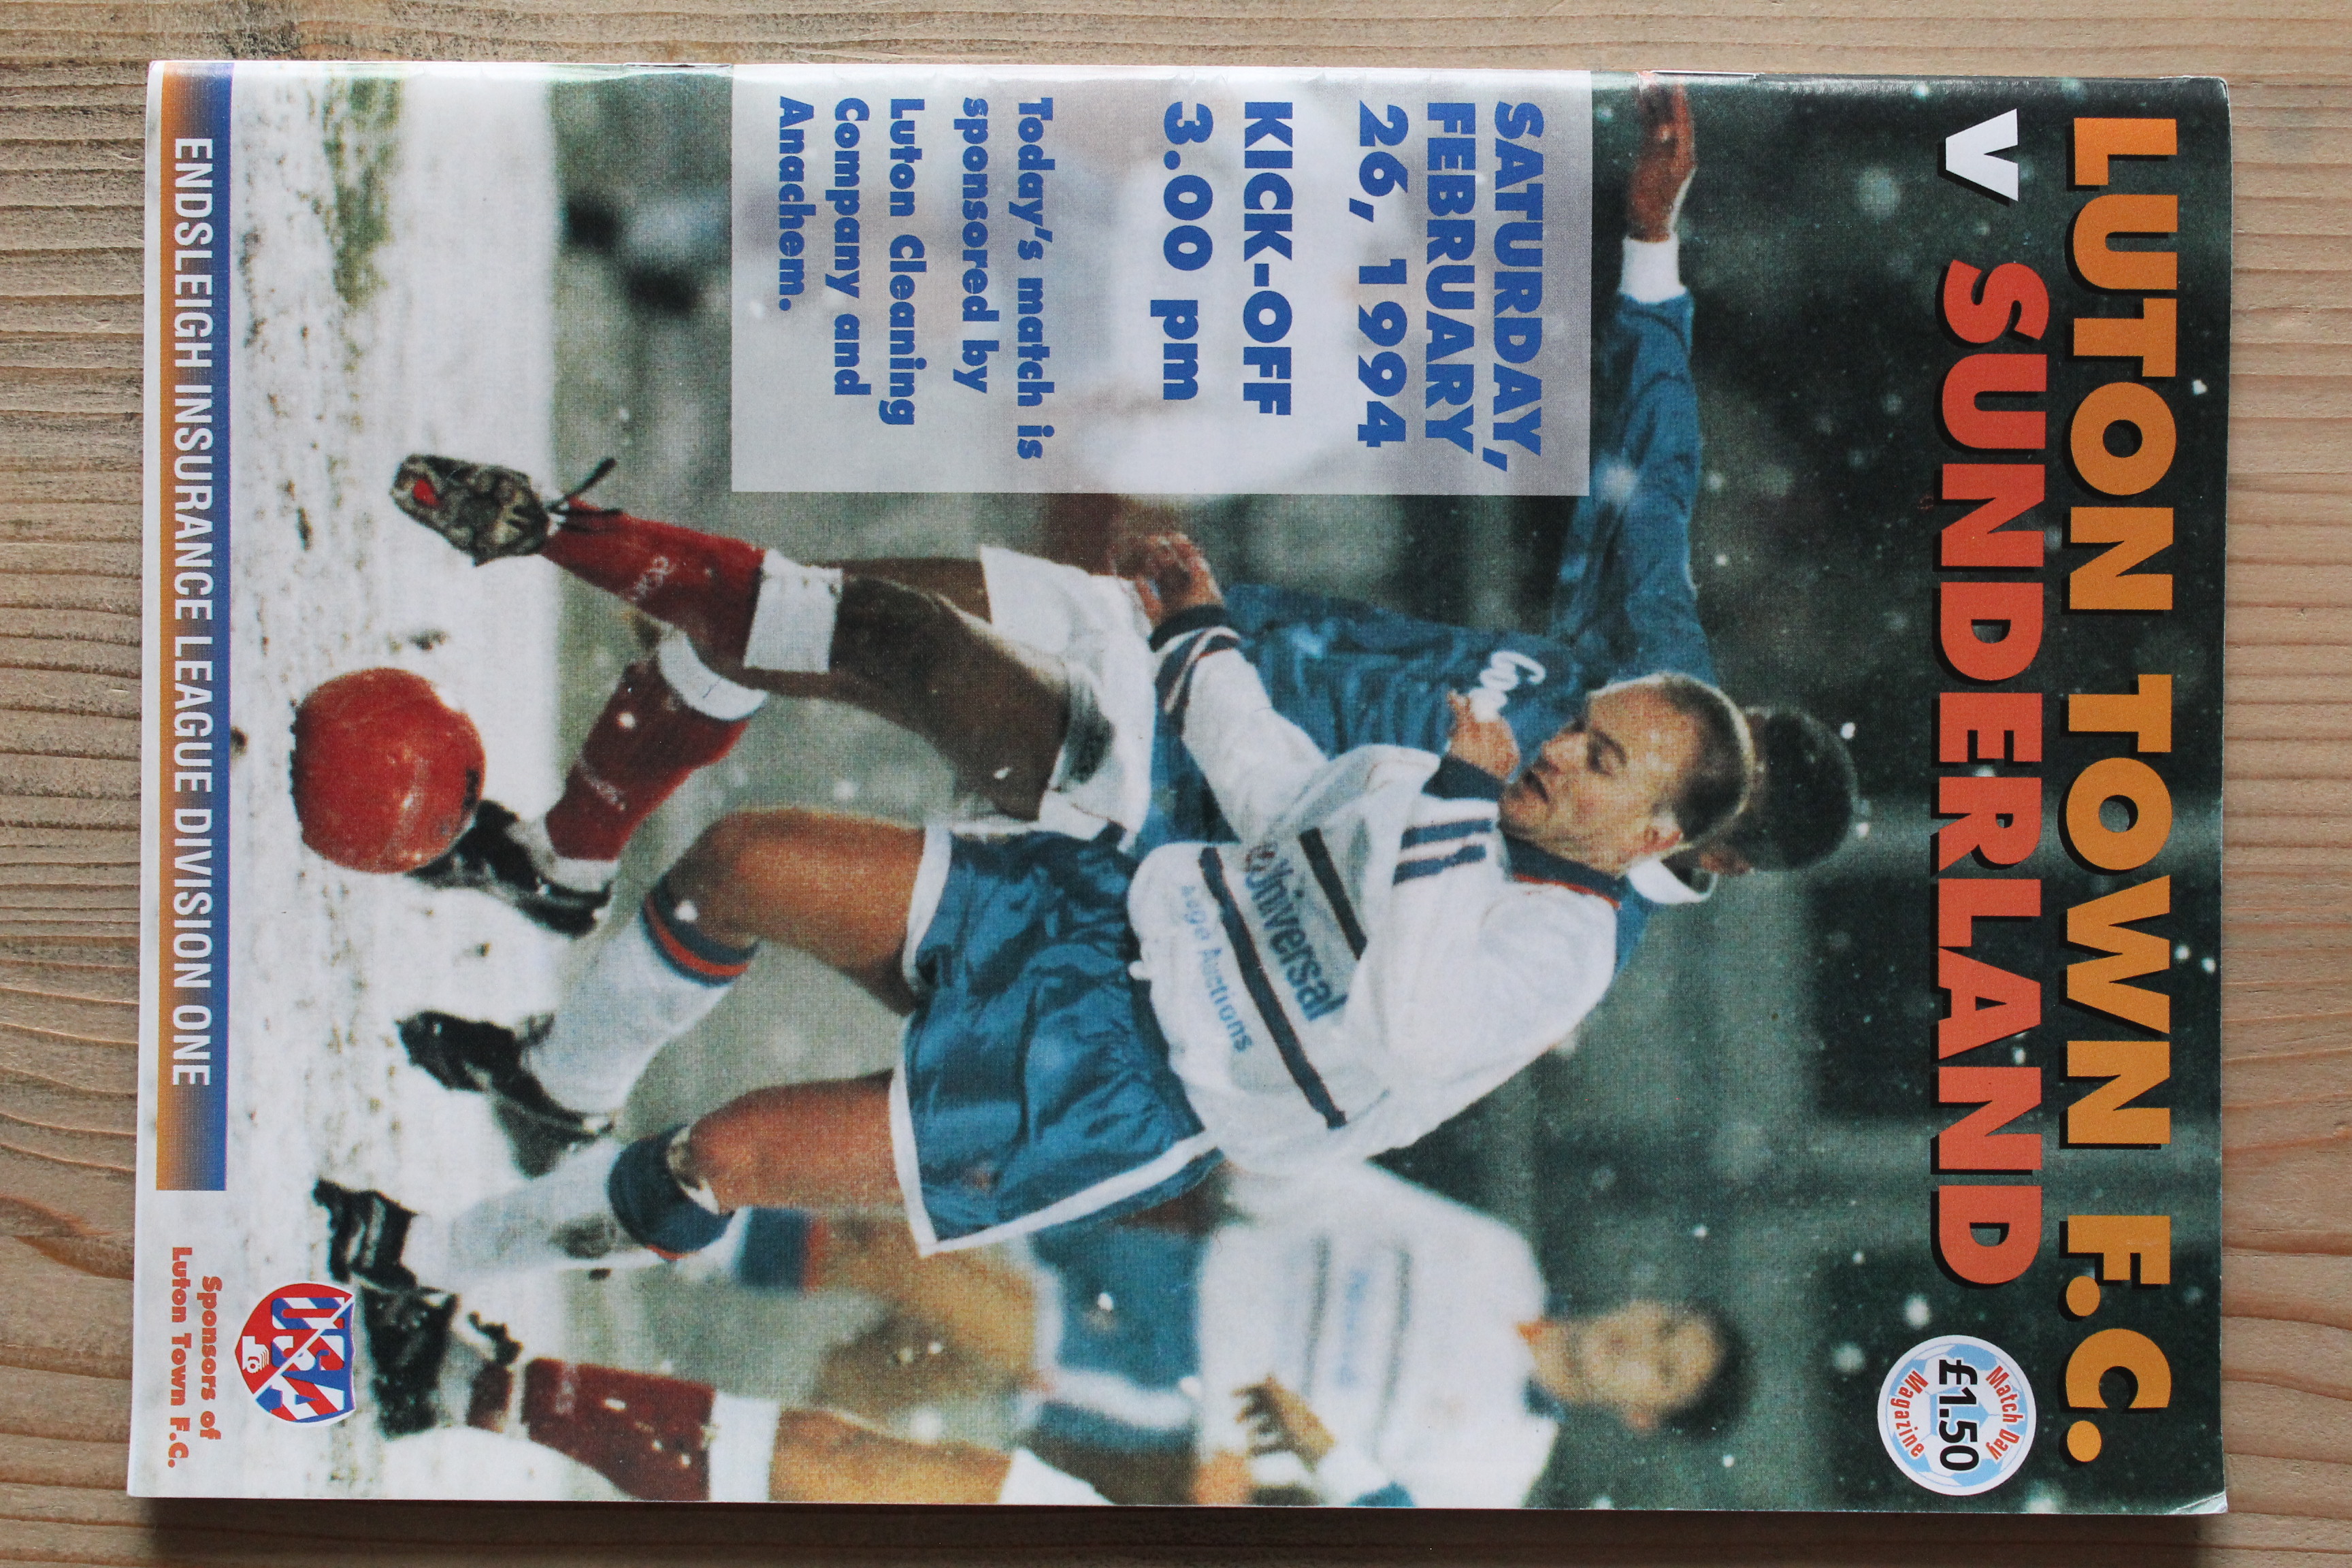 LUTON TOWN F.C.
V SUNDERLAND
Match Day
£1.50
Magazine
SATURDAY,
FEBRUARY
26, 1994
KICK-OFF
3.00 pm
Today's match is
sponsored by
Luton Cleaning
Company and
Anachem.
Universal
Auctions
ENDSLEIGH INSURANCE LEAGUE DIVISION ONE
Sponsors of
Luton Town F.C.